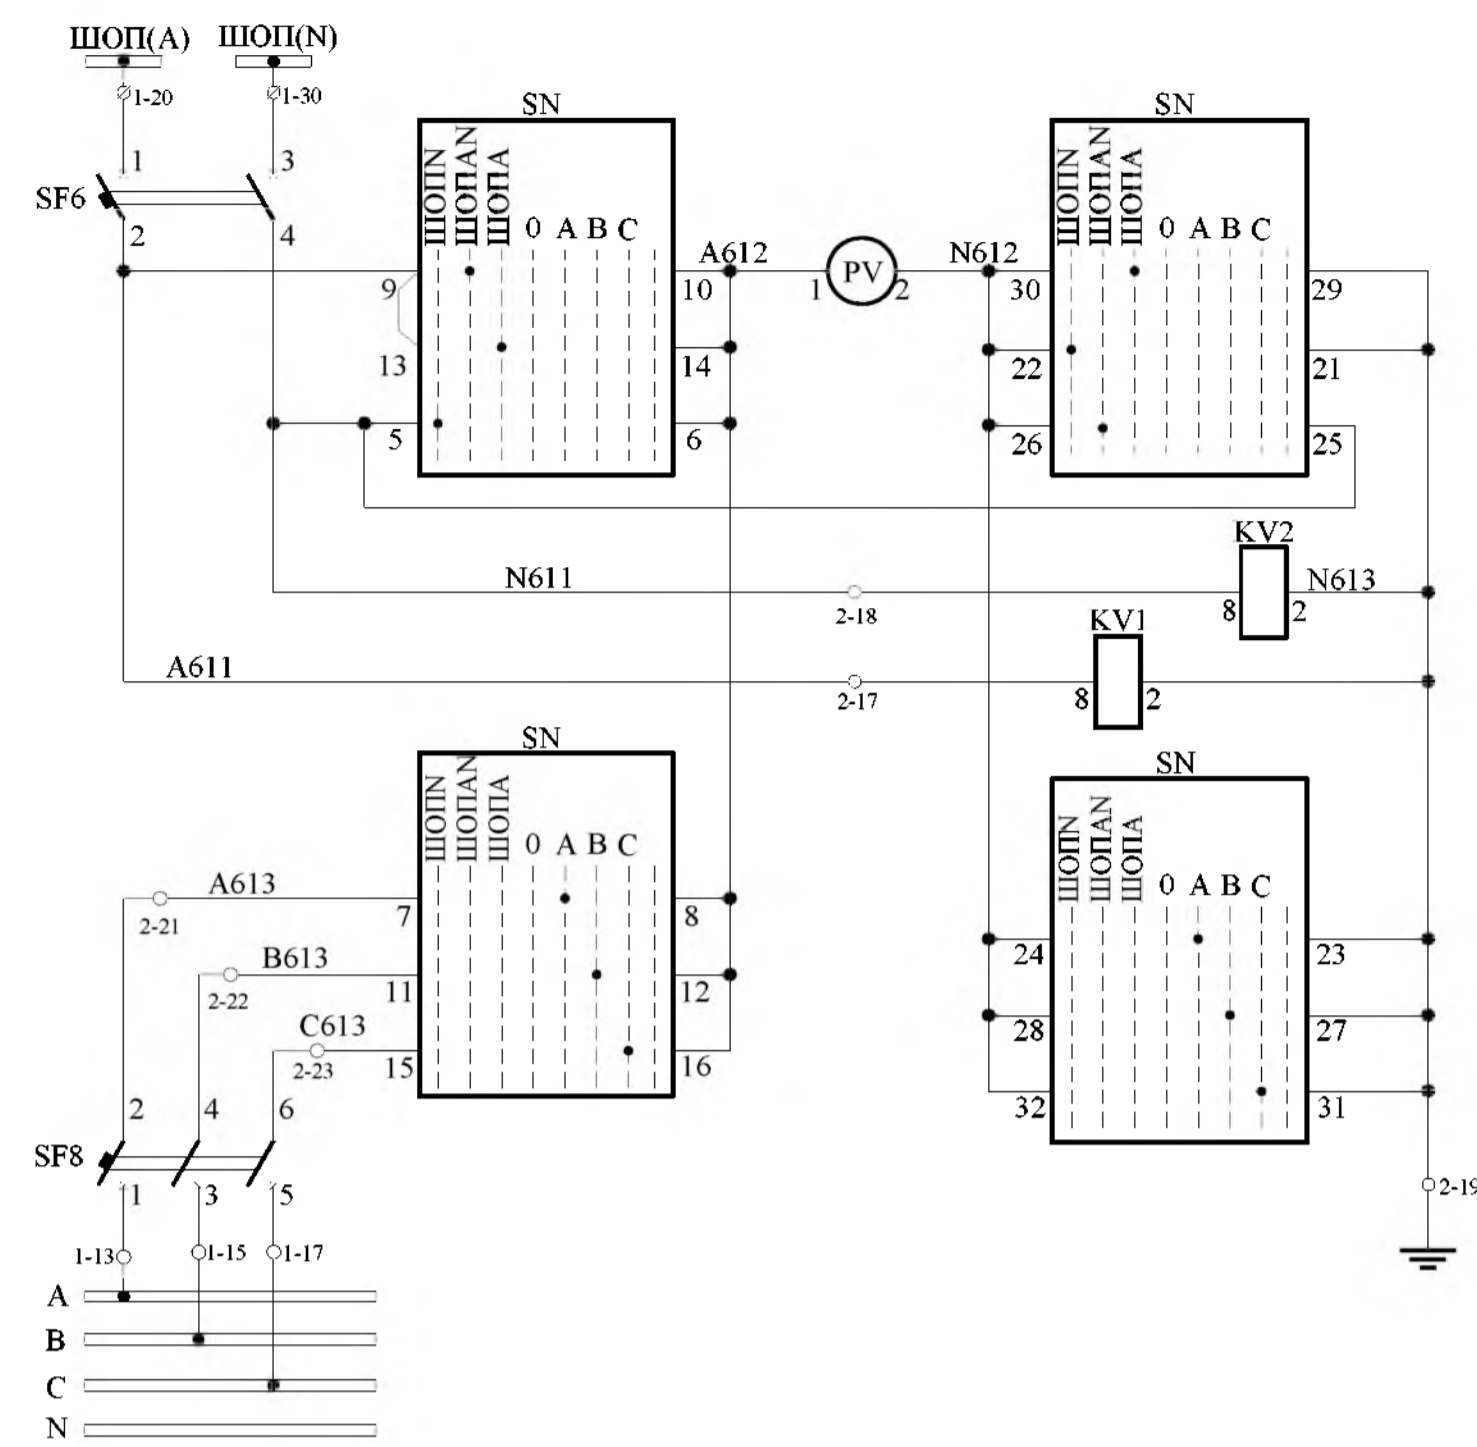 ШОП(А) ШОП(N)
1-20 1-30
1 3
SF6
2 4
SN
ШОПN ШОПАN ШОПА 0 A B C
9 10
13 14
5 6
A612
1 PV 2
N612
SN
ШОПN ШОПАN ШОПА 0 A B C
30 29
22 21
26 25
KV2
N611 2-18 8 2 N613
KV1
A611 2-17 8 2
SN
ШОПN ШОПАN ШОПА 0 A B C
A613
2-21 7 8
B613
2-22 11 12
C613
2-23 15 16
SN
ШОПN ШОПАN ШОПА 0 A B C
24 23
28 27
32 31
2 4 6
SF8
1 3 5
1-13 1-15 1-17
2-19
A
B
C
N